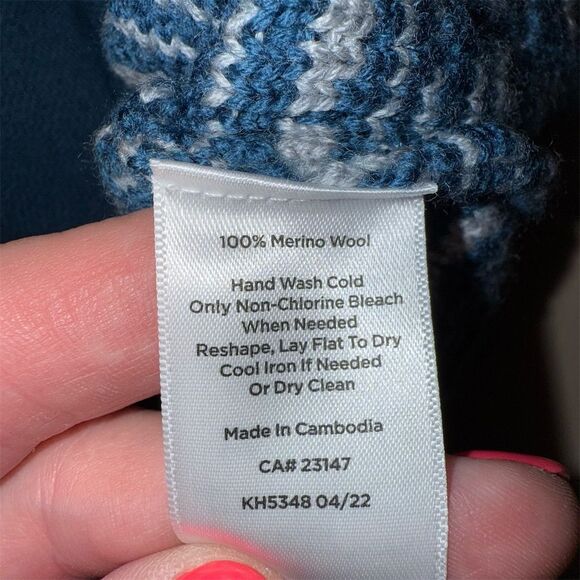 100% Merino Wool
Hand Wash Cold
Only Non-Chlorine Bleach
When Needed
Reshape, Lay Flat To Dry
Cool Iron If Needed
Or Dry Clean
Made In Cambodia
CA# 23147
KH5348 04/22